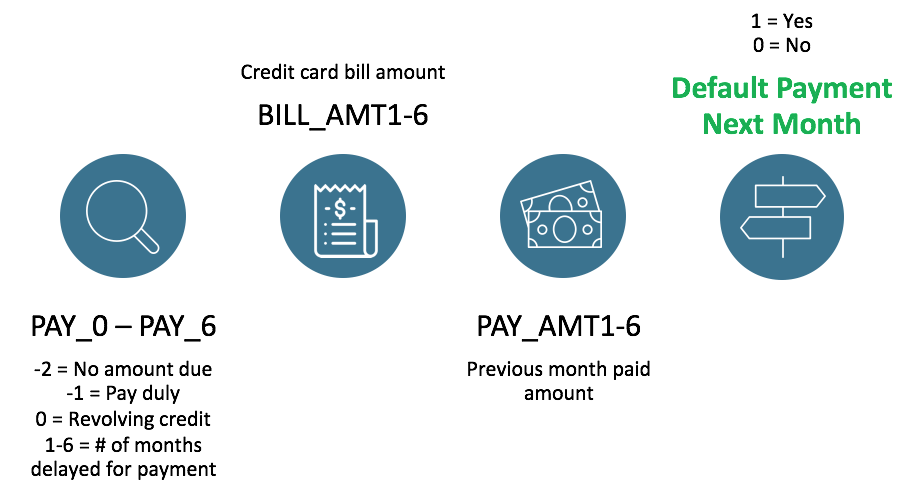 1 = Yes
0 = No
Credit card bill amount
Default Payment
Next Month
BILL_AMT1-6
$
PAY_0 – PAY_6
PAY_AMT1-6
-2 = No amount due
-1 = Pay duly
0 = Revolving credit
1-6 = # of months
delayed for payment
Previous month paid
amount